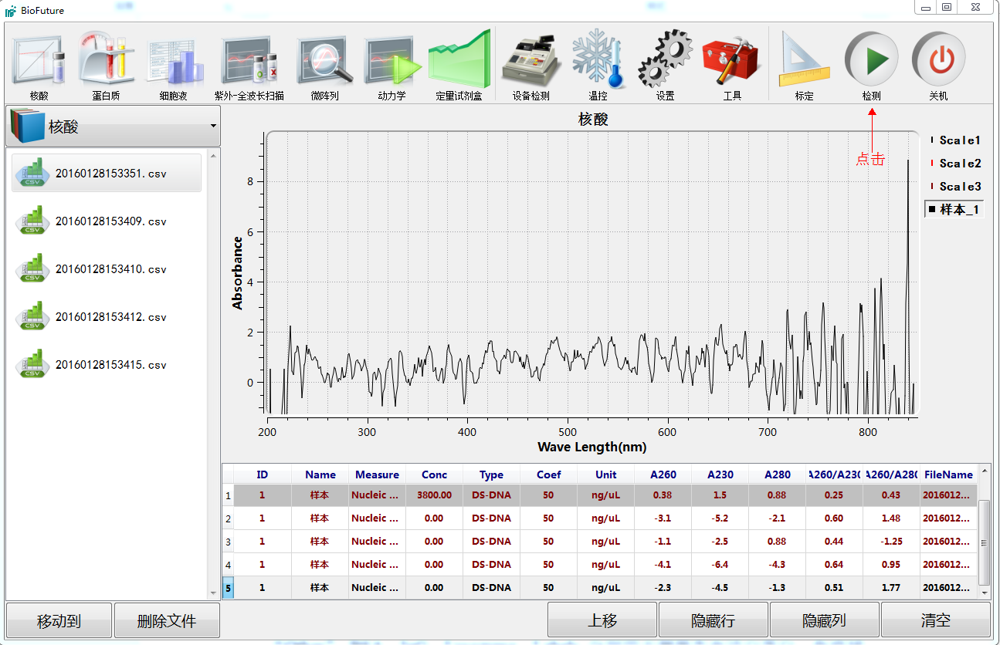 BioFuture
核酸 蛋白质 细胞液 紫外-全波长扫描 微阵列 动力学 定量试剂盒 设备检测 温控 设置 工具 标定 检测 关机
核酸
20160128153351.csv
20160128153409.csv
20160128153410.csv
20160128153412.csv
20160128153415.csv
核酸
点击
Scale1
Scale2
Scale3
样本_1
Absorbance
8
6
4
2
0
200 300 400 500 600 700 800
Wave Length(nm)
ID Name Measure Conc Type Coef Unit A260 A230 A280 A260/A230 A260/A280 FileName
1 1 样本 Nucleic ... 3800.00 DS-DNA 50 ng/uL 0.38 1.5 0.88 0.25 0.43 2016012...
2 1 样本 Nucleic ... 0.00 DS-DNA 50 ng/uL -3.1 -5.2 -2.1 0.60 1.48 2016012...
3 1 样本 Nucleic ... 0.00 DS-DNA 50 ng/uL -1.1 -2.5 0.88 0.44 -1.25 2016012...
4 1 样本 Nucleic ... 0.00 DS-DNA 50 ng/uL -4.1 -6.4 -4.3 0.64 0.95 2016012...
5 1 样本 Nucleic ... 0.00 DS-DNA 50 ng/uL -2.3 -4.5 -1.3 0.51 1.77 2016012...
移动到 删除文件 上移 隐藏行 隐藏列 清空